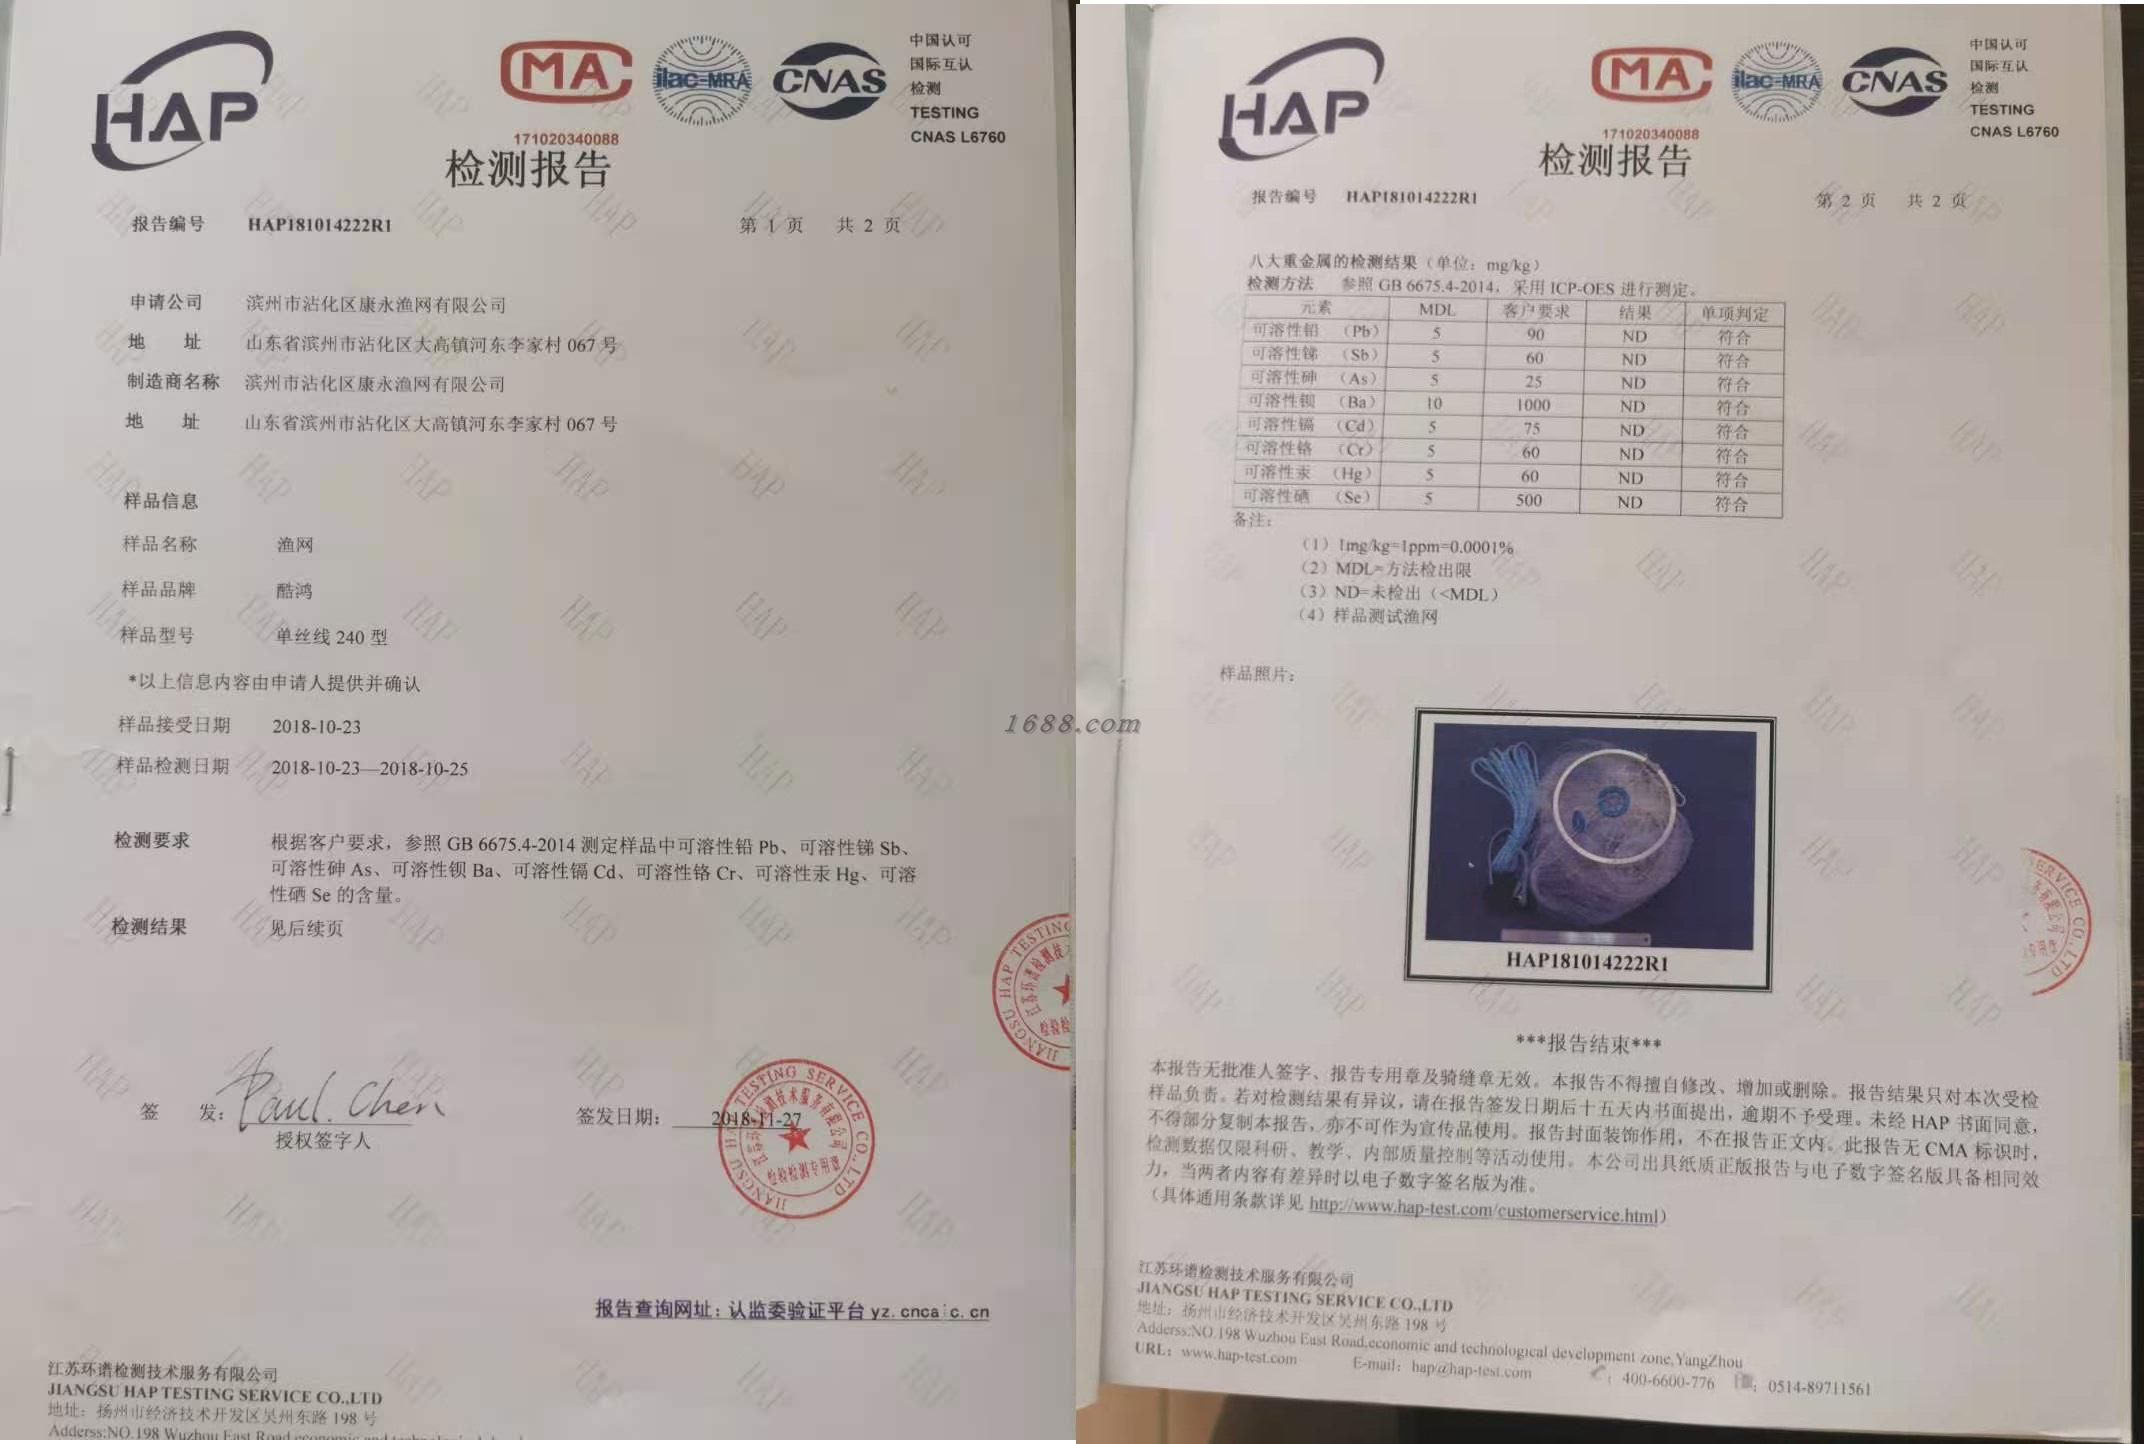 HAP
MA
ilac-MRA
CNAS
中国认可
国际互认
检测
TESTING
CNAS L6760
171020340088
检测报告
报告编号 HAP181014222R1 第 1 页 共 2 页
申请公司 滨州市沾化区康永渔网有限公司
地 址 山东省滨州市沾化区大高镇河东李家村 067 号
制造商名称 滨州市沾化区康永渔网有限公司
地 址 山东省滨州市沾化区大高镇河东李家村 067 号
样品信息
样品名称 渔网
样品品牌 酷鸿
样品型号 单丝线 240 型
*以上信息内容由申请人提供并确认
样品接受日期 2018-10-23
样品检测日期 2018-10-23—2018-10-25
检测要求 根据客户要求，参照 GB 6675.4-2014 测定样品中可溶性铅 Pb、可溶性锑 Sb、
可溶性砷 As、可溶性钡 Ba、可溶性镉 Cd、可溶性铬 Cr、可溶性汞 Hg、可溶
性硒 Se 的含量。
检测结果 见后续页
签 发: Paul. Chen 签发日期: 2018-11-27
授权签字人
JIANGSU HAP TESTING SERVICE CO.,LTD
报告查询网址：认监委验证平台 yz.cncaic.cn
江苏环谱检测技术服务有限公司
JIANGSU HAP TESTING SERVICE CO.,LTD
地址：扬州市经济技术开发区吴州东路 198 号
Adderss:NO.198 Wuzhou East Road
1688.com
HAP
MA
ilac-MRA
CNAS
中国认可
国际互认
检测
TESTING
CNAS L6760
171020340088
检测报告
报告编号 HAP181014222R1 第 2 页 共 2 页
八大重金属的检测结果（单位：mg/kg）
检测方法 参照 GB 6675.4-2014，采用 ICP-OES 进行测定。
元素 MDL 客户要求 结果 单项判定
可溶性铅 （Pb） 5 90 ND 符合
可溶性锑 （Sb） 5 60 ND 符合
可溶性砷 （As） 5 25 ND 符合
可溶性钡 （Ba） 10 1000 ND 符合
可溶性镉 （Cd） 5 75 ND 符合
可溶性铬 （Cr） 5 60 ND 符合
可溶性汞 （Hg） 5 60 ND 符合
可溶性硒 （Se） 5 500 ND 符合
备注：
（1）1mg/kg=1ppm=0.0001%
（2）MDL=方法检出限
（3）ND=未检出（<MDL）
（4）样品测试渔网
样品照片：
HAP181014222R1
***报告结束***
本报告无批准人签字、报告专用章及骑缝章无效。本报告不得擅自修改、增加或删除。报告结果只对本次受检
样品负责。若对检测结果有异议，请在报告签发日期后十五天内书面提出，逾期不予受理。未经 HAP 书面同意，
不得部分复制本报告，亦不可作为宣传品使用。报告封面装饰作用，不在报告正文内。此报告无 CMA 标识时，
检测数据仅限科研、教学、内部质量控制等活动使用。本公司出具纸质正版报告与电子数字签名版具备相同效
力，当两者内容有差异时以电子数字签名版为准。
（具体通用条款详见 http://www.hap-test.com/customerservice.html）
江苏环谱检测技术服务有限公司
JIANGSU HAP TESTING SERVICE CO.,LTD
地址：扬州市经济技术开发区吴州东路 198 号
Adderss:NO.198 Wuzhou East Road,economic and technological development zone,YangZhou
URL：www.hap-test.com E-mail：hap@hap-test.com ：400-6600-776 ：0514-89711561